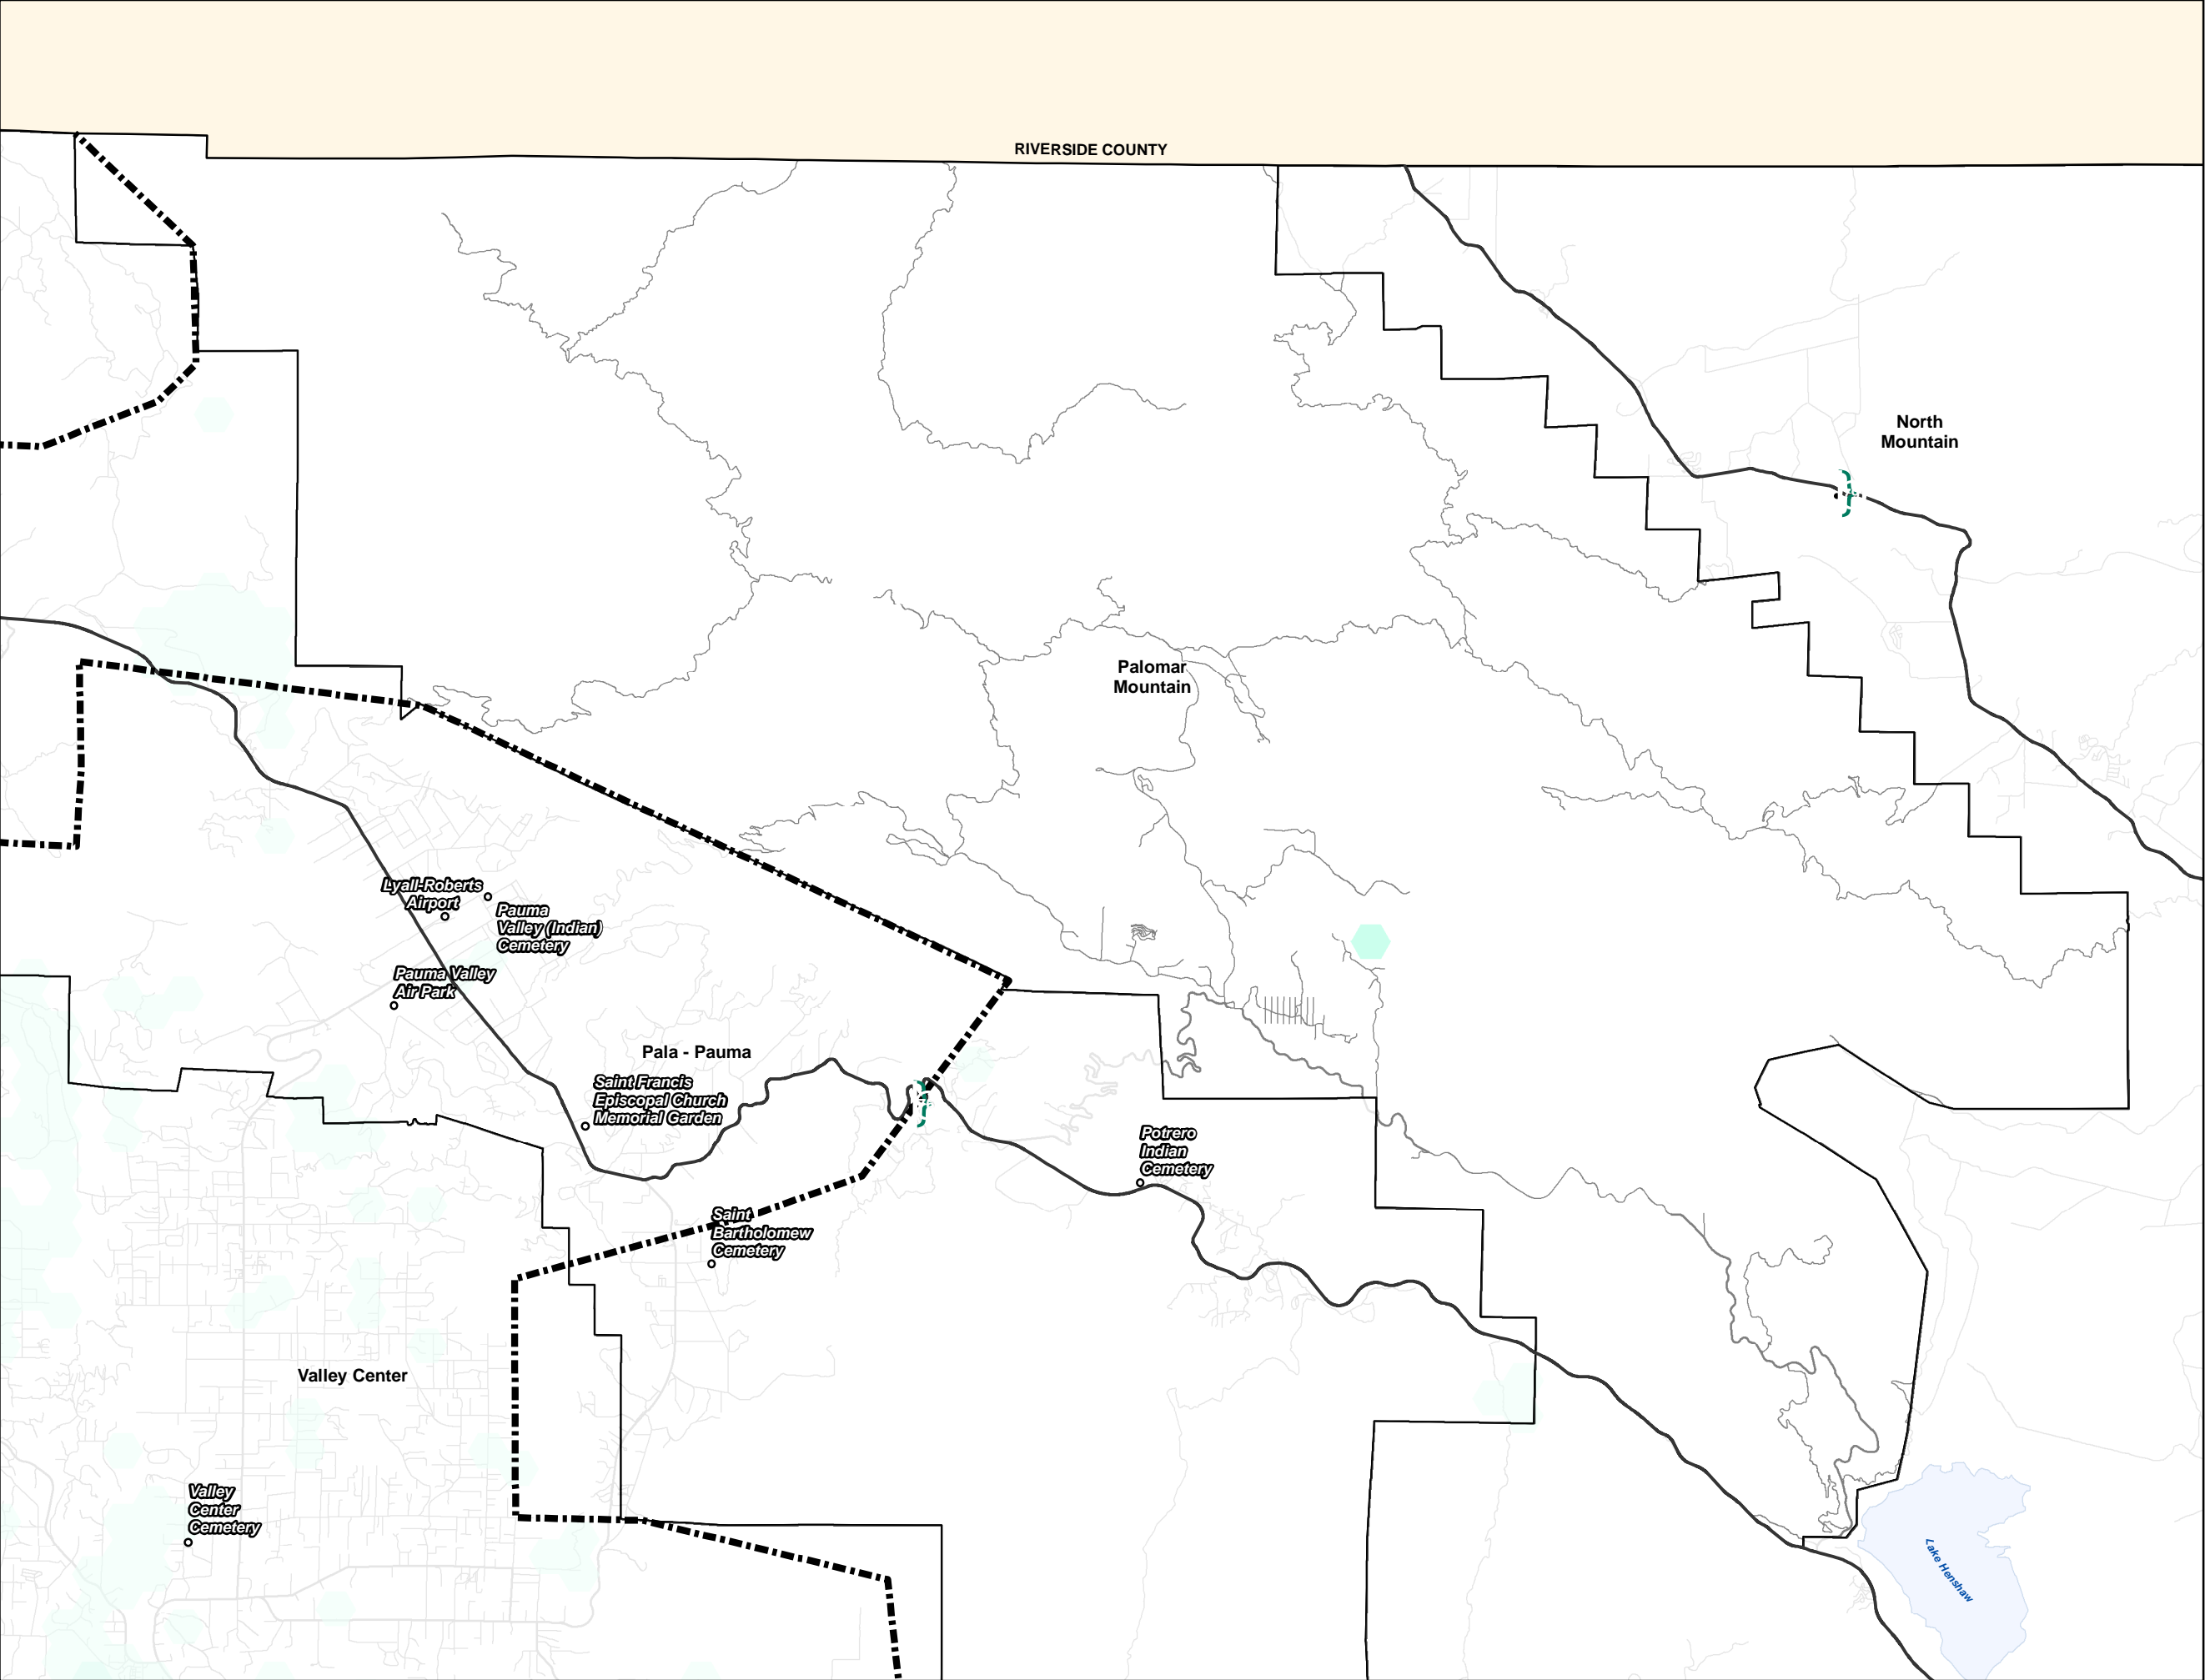 RIVERSIDE COUNTY
North
Mountain
Palomar
Mountain
Lyall-Roberts
Airport
Pauma
Valley (Indian)
Cemetery
Pauma Valley
Air Park
Pala - Pauma
Saint Francis
Episcopal Church
Memorial Garden
Potrero
Indian
Cemetery
Saint
Bartholomew
Cemetery
Valley Center
Valley
Center
Cemetery
Lake Henshaw